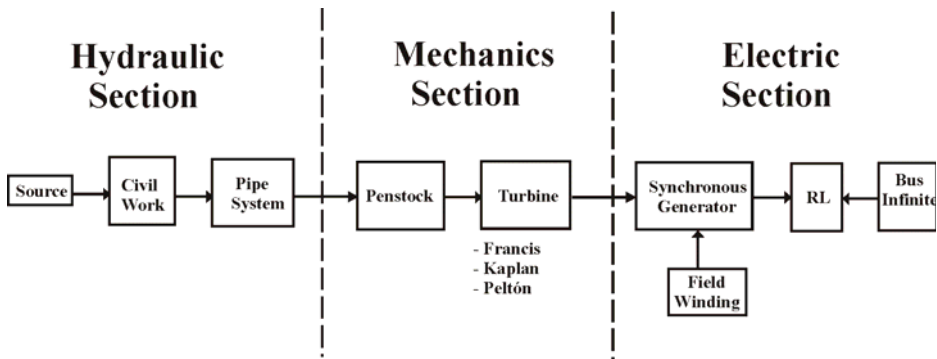 Hydraulic
Section
Mechanics
Section
Electric
Section
Source
Civil
Work
Pipe
System
Penstock
Turbine
- Francis
- Kaplan
- Peltón
Synchronous
Generator
RL
Bus
Infinite
Field
Winding